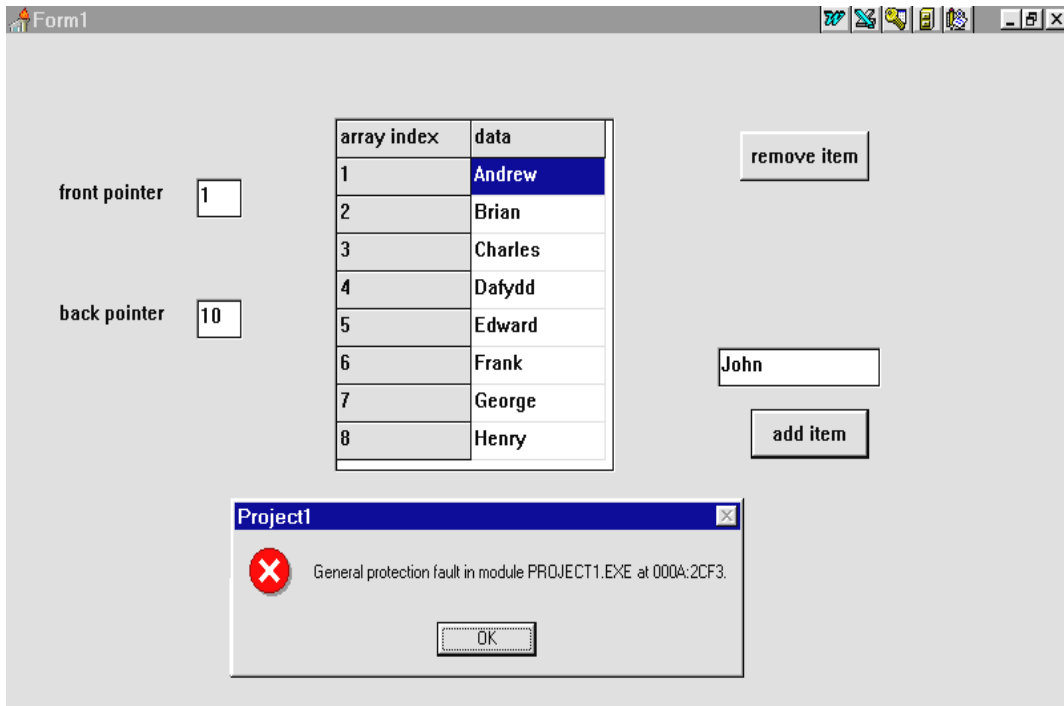 Form1
array index data
1 Andrew
2 Brian
3 Charles
4 Dafydd
5 Edward
6 Frank
7 George
8 Henry
front pointer 1
back pointer 10
remove item
John
add item
Project1
General protection fault in module PROJECT1.EXE at 000A:2CF3.
OK